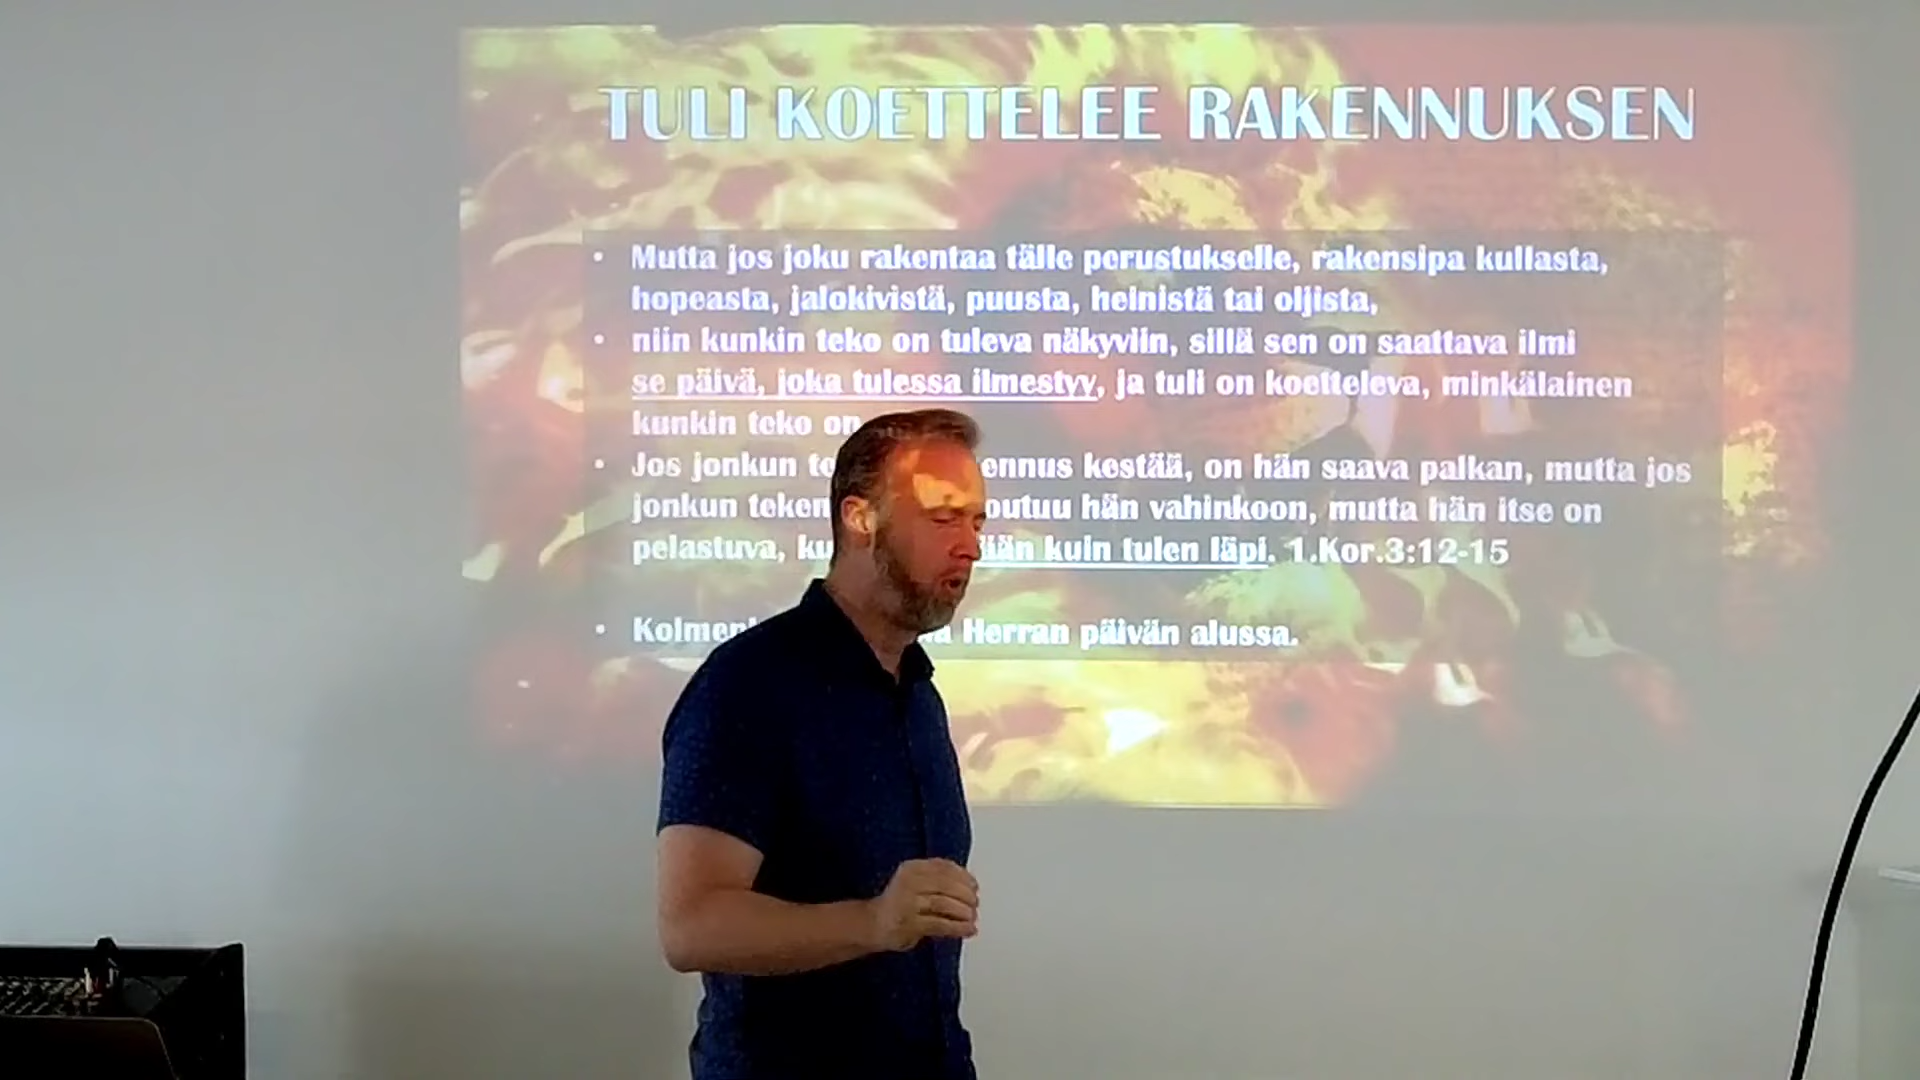 TULI KOETTELEE RAKENNUKSEN
• Mutta jos joku rakentaa tälle perustukselle, rakensipa kullasta,
hopeasta, jalokivistä, puusta, heinistä tai oljista,
• niin kunkin teko on tuleva näkyviin, sillä sen on saattava ilmi
se päivä, joka tulessa ilmestyy, ja tuli on koetteleva, minkälainen
kunkin teko on
• Jos jonkun kestää, on hän saava palkan, mutta jos
jonkun hän vahinkoon, mutta hän itse on
pelastuva, kuin tulen läpi. 1.Kor.3:12-15
• Herran päivän alussa.